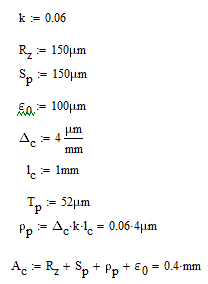 k := 0.06
R_z := 150μm
S_p := 150μm
ε_0 := 100μm
Δ_c := 4 μm/mm
l_c := 1mm
T_p := 52μm
ρ_p := Δ_c·k·l_c = 0.06·4μm
A_c := R_z + S_p + ρ_p + ε_0 = 0.4·mm